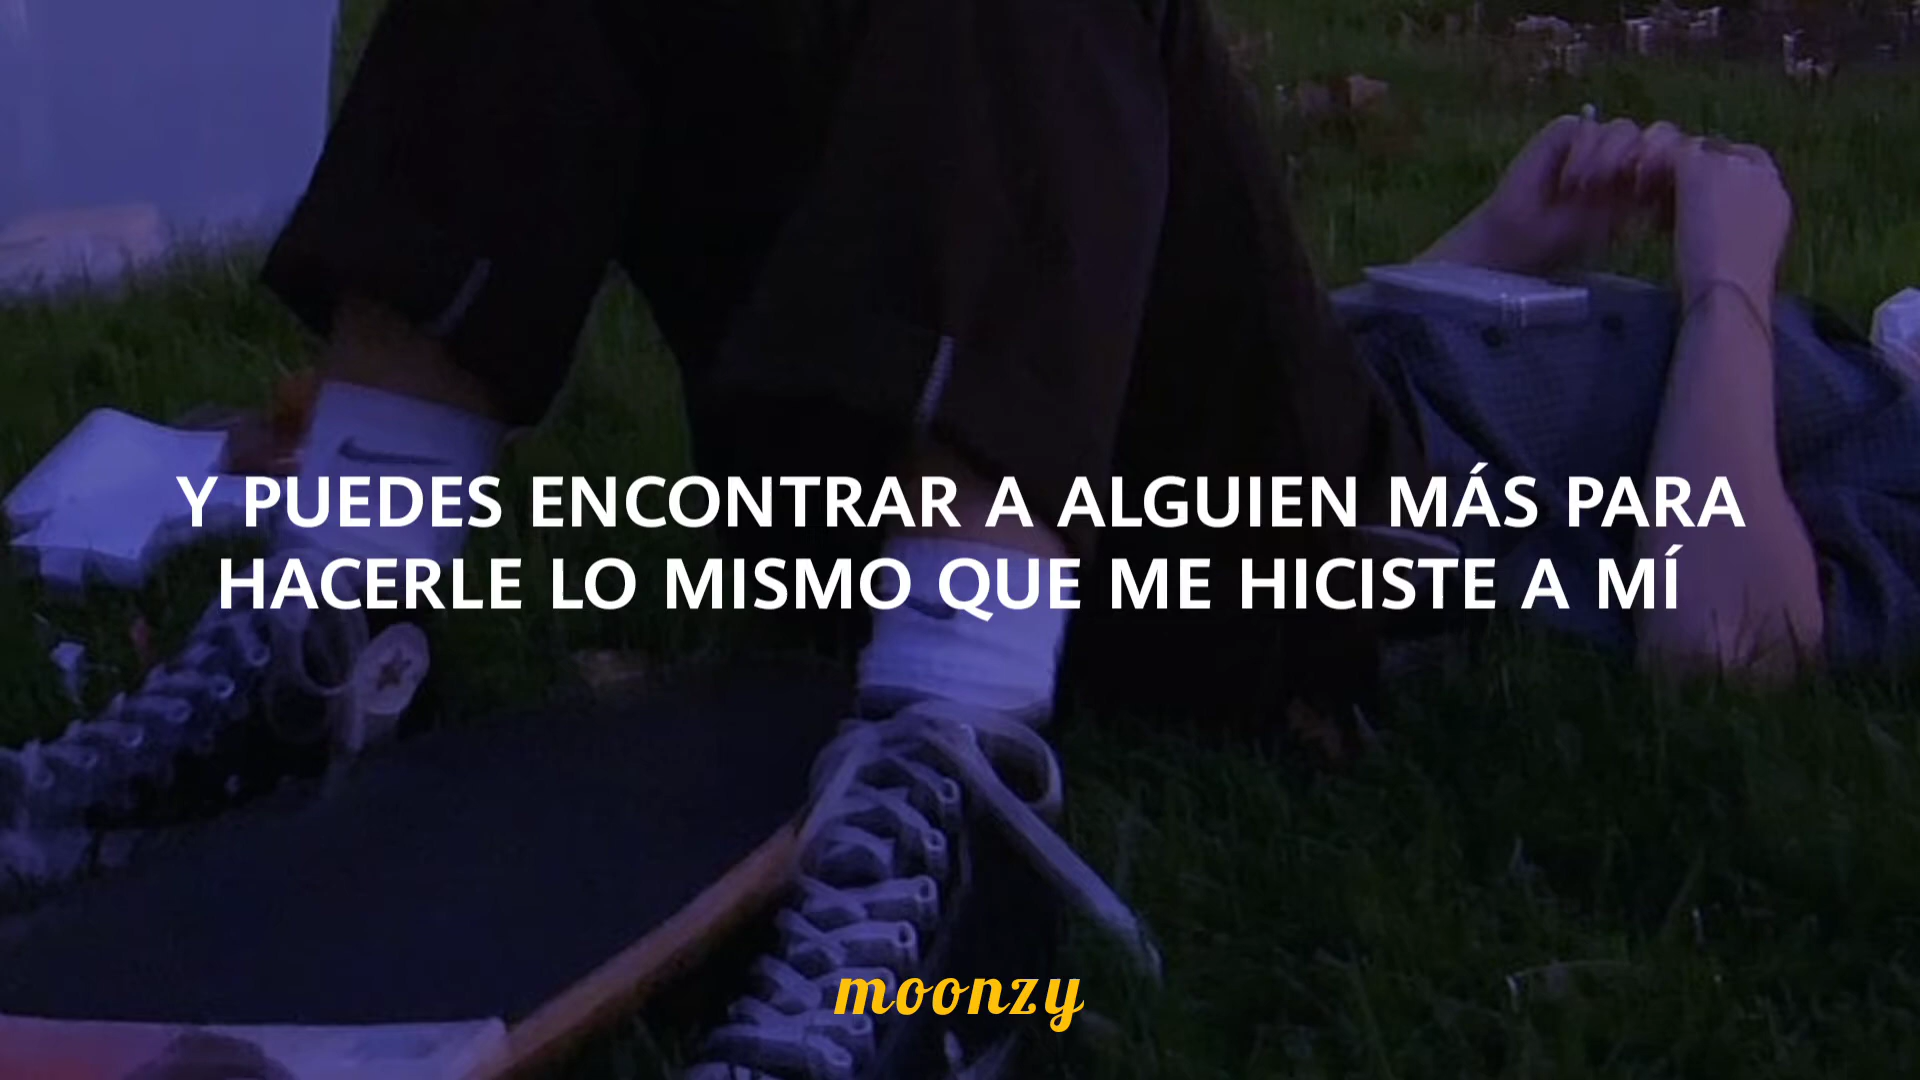 Y PUEDES ENCONTRAR A ALGUIEN MÁS PARA
HACERLE LO MISMO QUE ME HICISTE A MÍ
moonzy